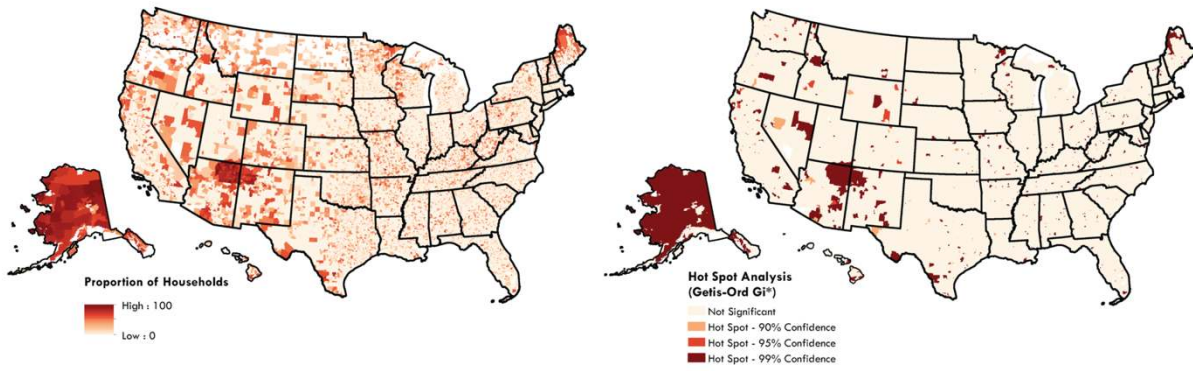 Proportion of Households
High : 100
Low : 0
Hot Spot Analysis
(Getis-Ord Gi*)
Not Significant
Hot Spot - 90% Confidence
Hot Spot - 95% Confidence
Hot Spot - 99% Confidence